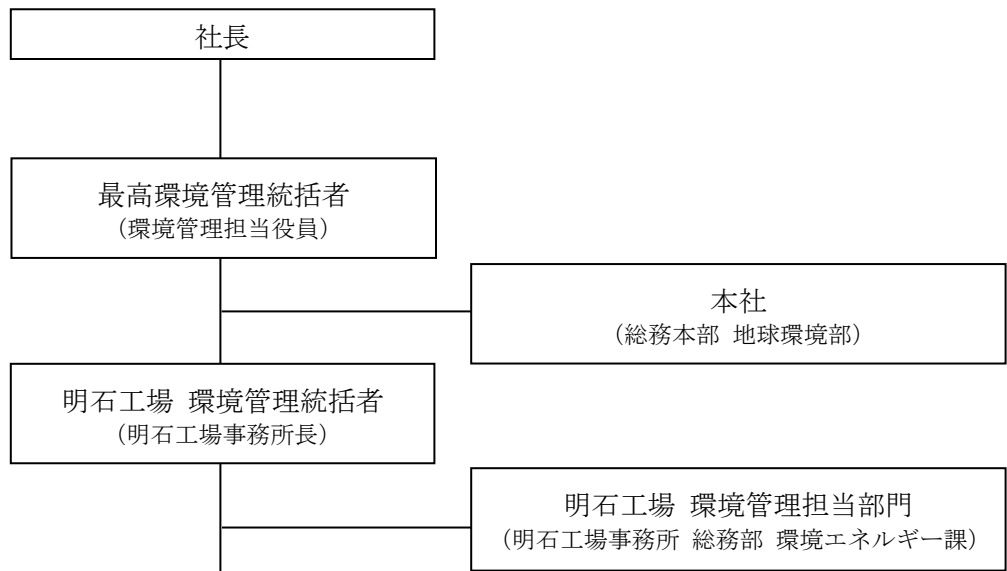 社長
最高環境管理統括者
（環境管理担当役員）
本社
（総務本部 地球環境部）
明石工場 環境管理統括者
（明石工場事務所長）
明石工場 環境管理担当部門
（明石工場事務所 総務部 環境エネルギー課）